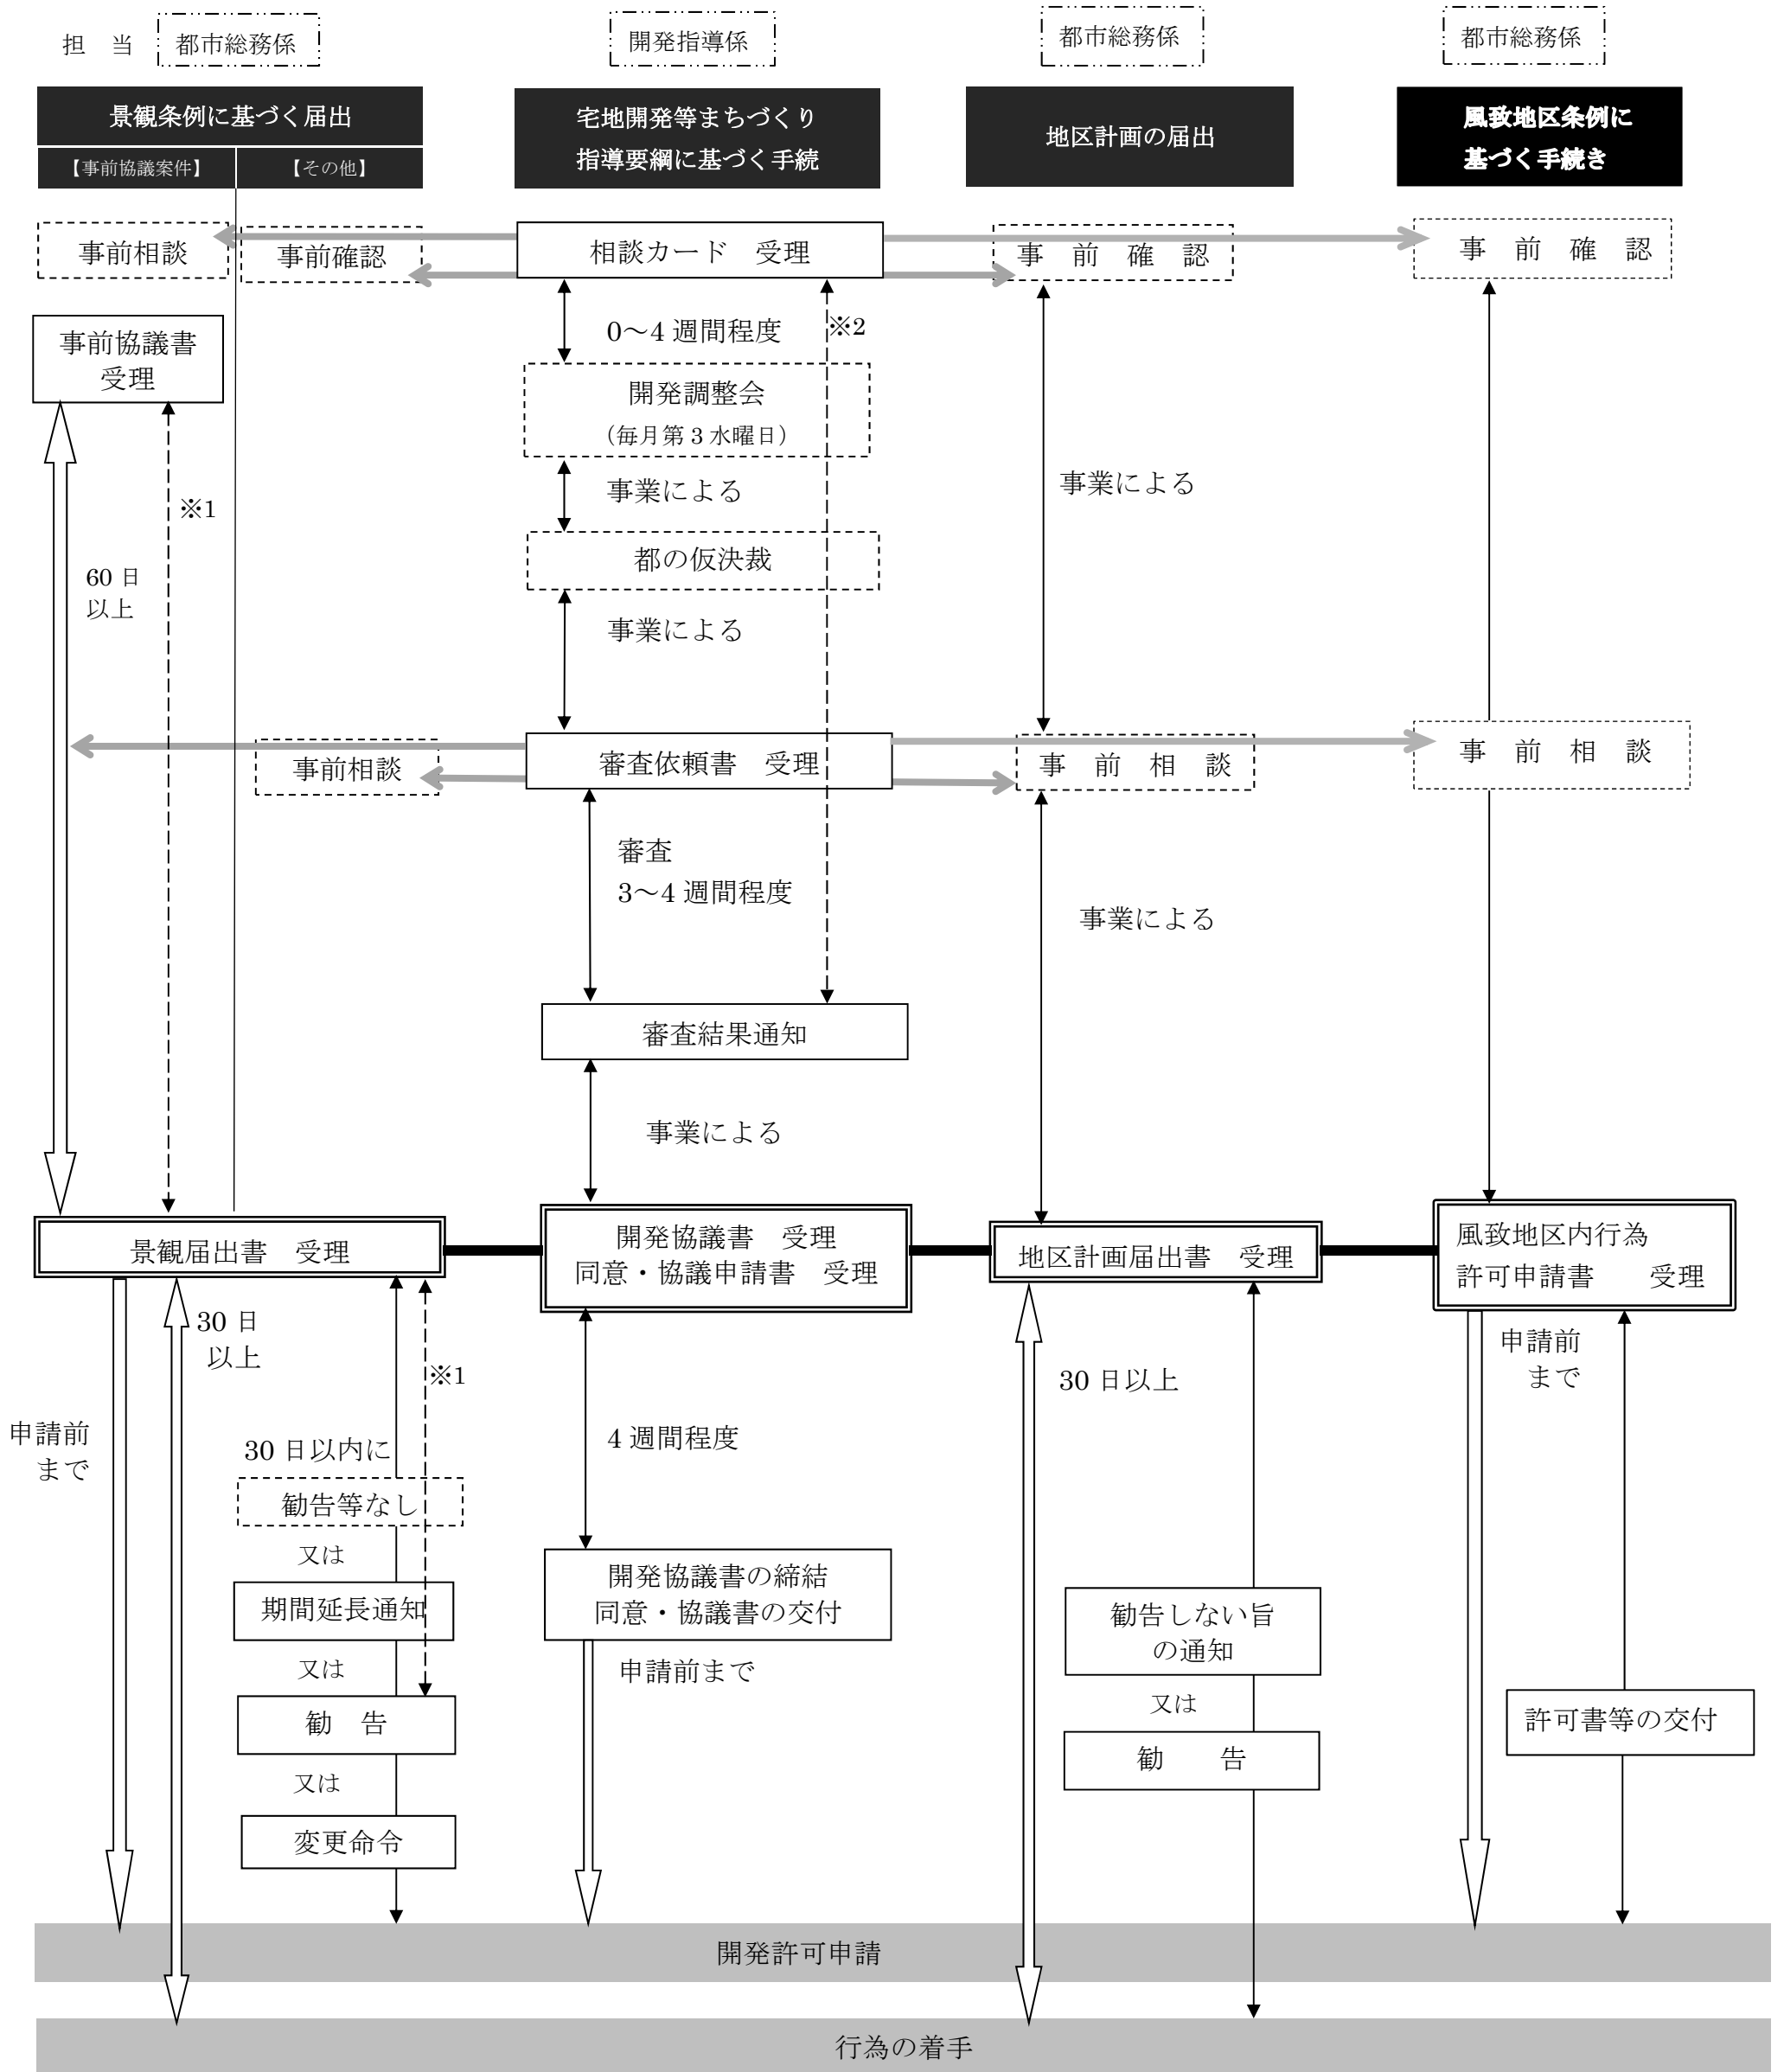 担　当
都市総務係
開発指導係
都市総務係
都市総務係
景観条例に基づく届出
【事前協議案件】
【その他】
宅地開発等まちづくり
指導要綱に基づく手続
地区計画の届出
風致地区条例に
基づく手続き
事前相談
事前確認
相談カード　受理
事　前　確　認
事　前　確　認
事前協議書
受理
0～4 週間程度
※2
開発調整会
（毎月第 3 水曜日）
事業による
事業による
※1
都の仮決裁
60 日
以上
事業による
事前相談
審査依頼書　受理
事　前　相　談
事　前　相　談
審査
3～4 週間程度
事業による
審査結果通知
事業による
景観届出書　受理
開発協議書　受理
同意・協議申請書　受理
地区計画届出書　受理
風致地区内行為
許可申請書　　受理
30 日
以上
※1
申請前
まで
30 日以上
申請前
まで
30 日以内に
4 週間程度
勧告等なし
又は
期間延長通知
又は
勧　告
又は
変更命令
開発協議書の締結
同意・協議書の交付
申請前まで
勧告しない旨
の通知
又は
勧　　告
許可書等の交付
開発許可申請
行為の着手